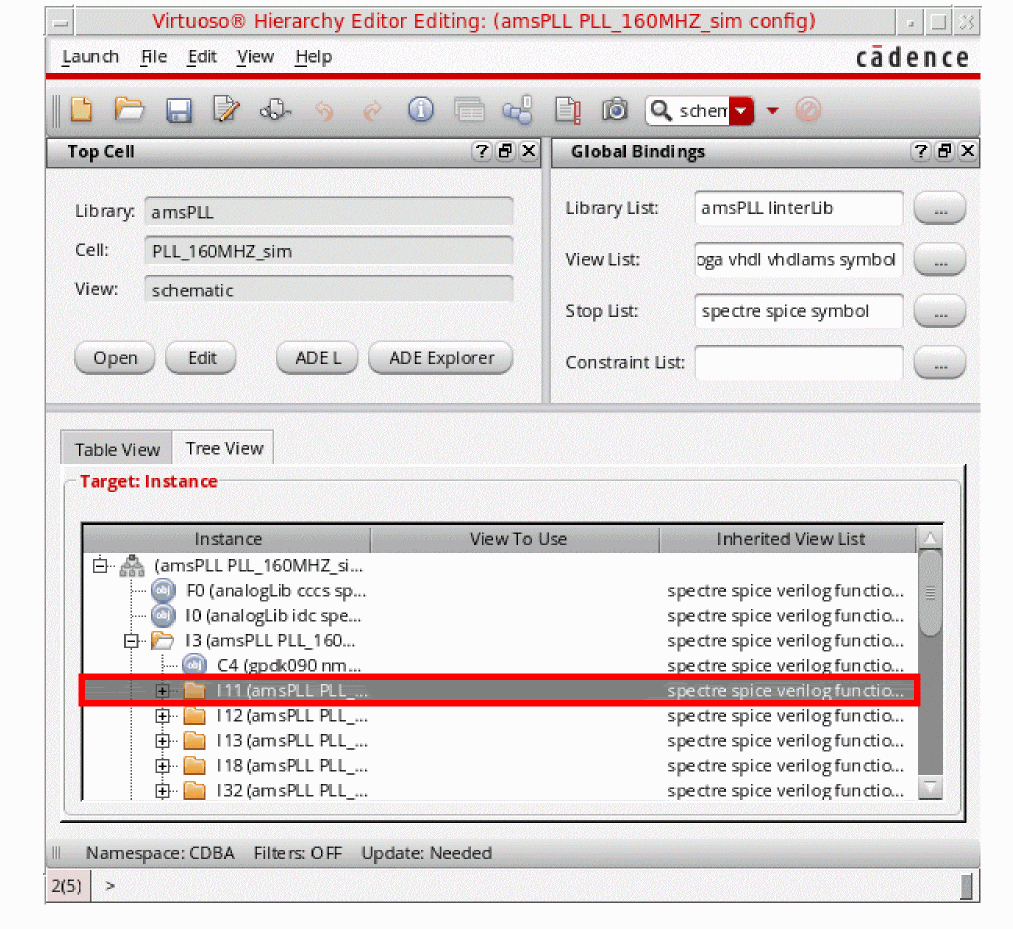 Virtuoso® Hierarchy Editor Editing: (amsPLL PLL_160MHZ_sim config)
Launch File Edit View Help
cādence
schem
Top Cell
Global Bindings
Library: amsPLL
Cell: PLL_160MHZ_sim
View: schematic
Open Edit ADE L ADE Explorer
Library List: amsPLL linterLib ...
View List: oga vhdl vhdlams symbol ...
Stop List: spectre spice symbol ...
Constraint List: ...
Table View Tree View
Target: Instance
Instance View To Use Inherited View List
(amsPLL PLL_160MHZ_si...
F0 (analogLib cccs sp... spectre spice verilog functio...
I0 (analogLib idc spe... spectre spice verilog functio...
I3 (amsPLL PLL_160... spectre spice verilog functio...
C4 (gpdk090 nm... spectre spice verilog functio...
I11 (amsPLL PLL_... spectre spice verilog functio...
I12 (amsPLL PLL_... spectre spice verilog functio...
I13 (amsPLL PLL_... spectre spice verilog functio...
I18 (amsPLL PLL_... spectre spice verilog functio...
I32 (amsPLL PLL_... spectre spice verilog functio...
Namespace: CDBA Filters: OFF Update: Needed
2(5) >